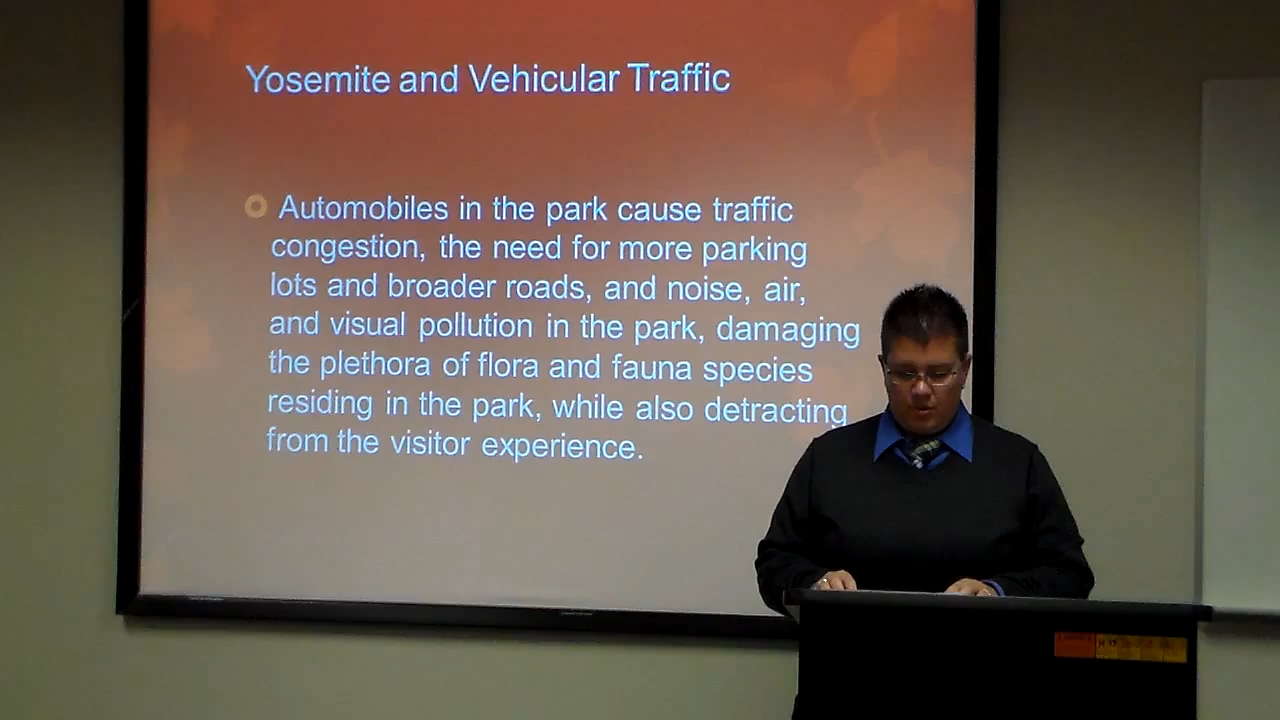 Yosemite and Vehicular Traffic
Automobiles in the park cause traffic
congestion, the need for more parking
lots and broader roads, and noise, air,
and visual pollution in the park, damaging
the plethora of flora and fauna species
residing in the park, while also detracting
from the visitor experience.